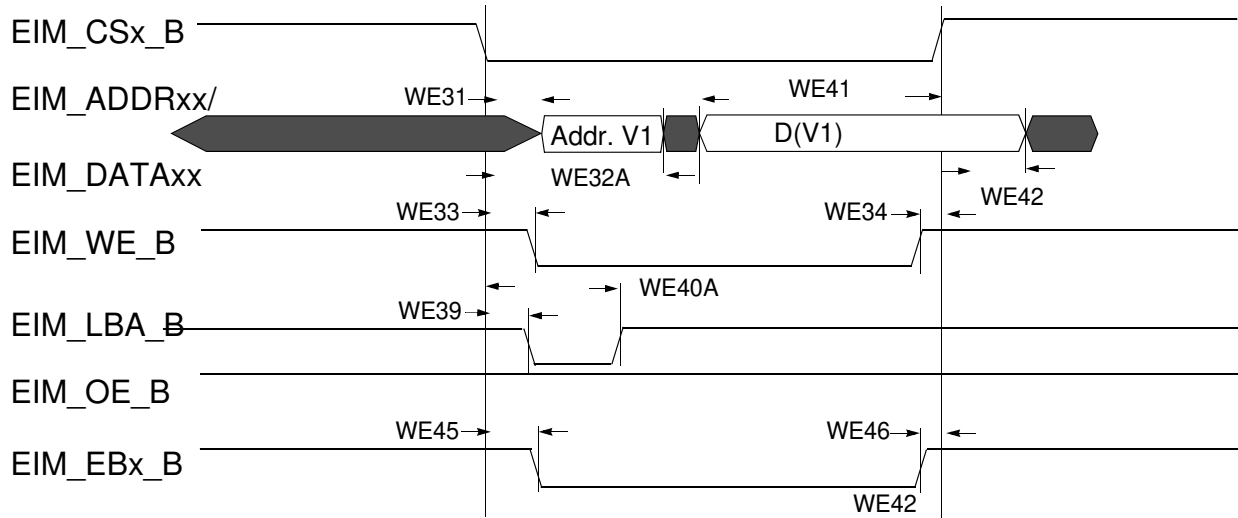 EIM_CSx_B
EIM_ADDRxx/
WE31
WE41
Addr. V1
D(V1)
EIM_DATAxx
WE32A
WE42
WE33
WE34
EIM_WE_B
WE40A
WE39
EIM_LBA_B
EIM_OE_B
WE45
WE46
EIM_EBx_B
WE42